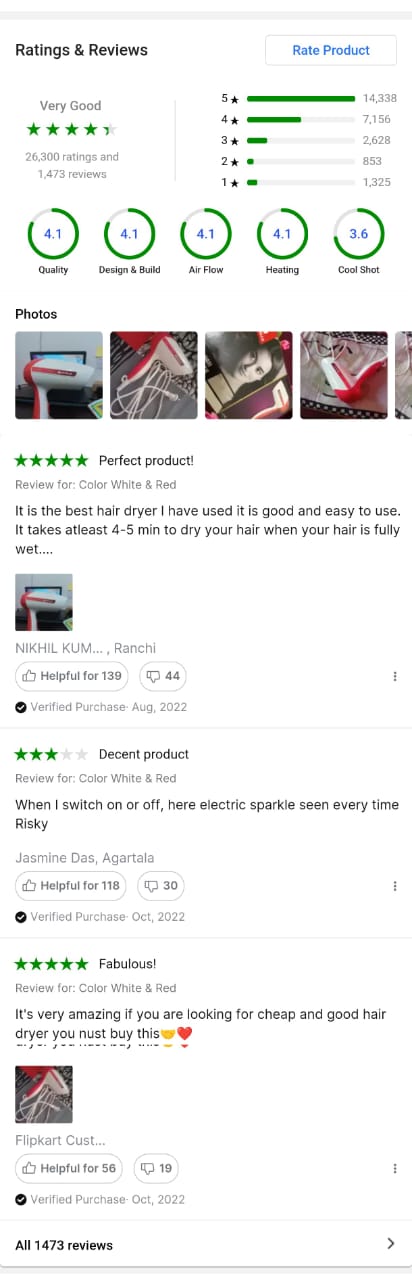 Ratings & Reviews
Rate Product
Very Good
26,300 ratings and
1,473 reviews
5 ★ 14,338
4 ★ 7,156
3 ★ 2,628
2 ★ 853
1 ★ 1,325
4.1 4.1 4.1 4.1 3.6
Quality Design & Build Air Flow Heating Cool Shot
Photos
Perfect product!
Review for: Color White & Red
It is the best hair dryer I have used it is good and easy to use.
It takes atleast 4-5 min to dry your hair when your hair is fully
wet....
NIKHIL KUM... , Ranchi
Helpful for 139 44
Verified Purchase· Aug, 2022
Decent product
Review for: Color White & Red
When I switch on or off, here electric sparkle seen every time
Risky
Jasmine Das, Agartala
Helpful for 118 30
Verified Purchase· Oct, 2022
Fabulous!
Review for: Color White & Red
It's very amazing if you are looking for cheap and good hair
dryer you nust buy this🤝❤️
Flipkart Cust...
Helpful for 56 19
Verified Purchase· Oct, 2022
All 1473 reviews